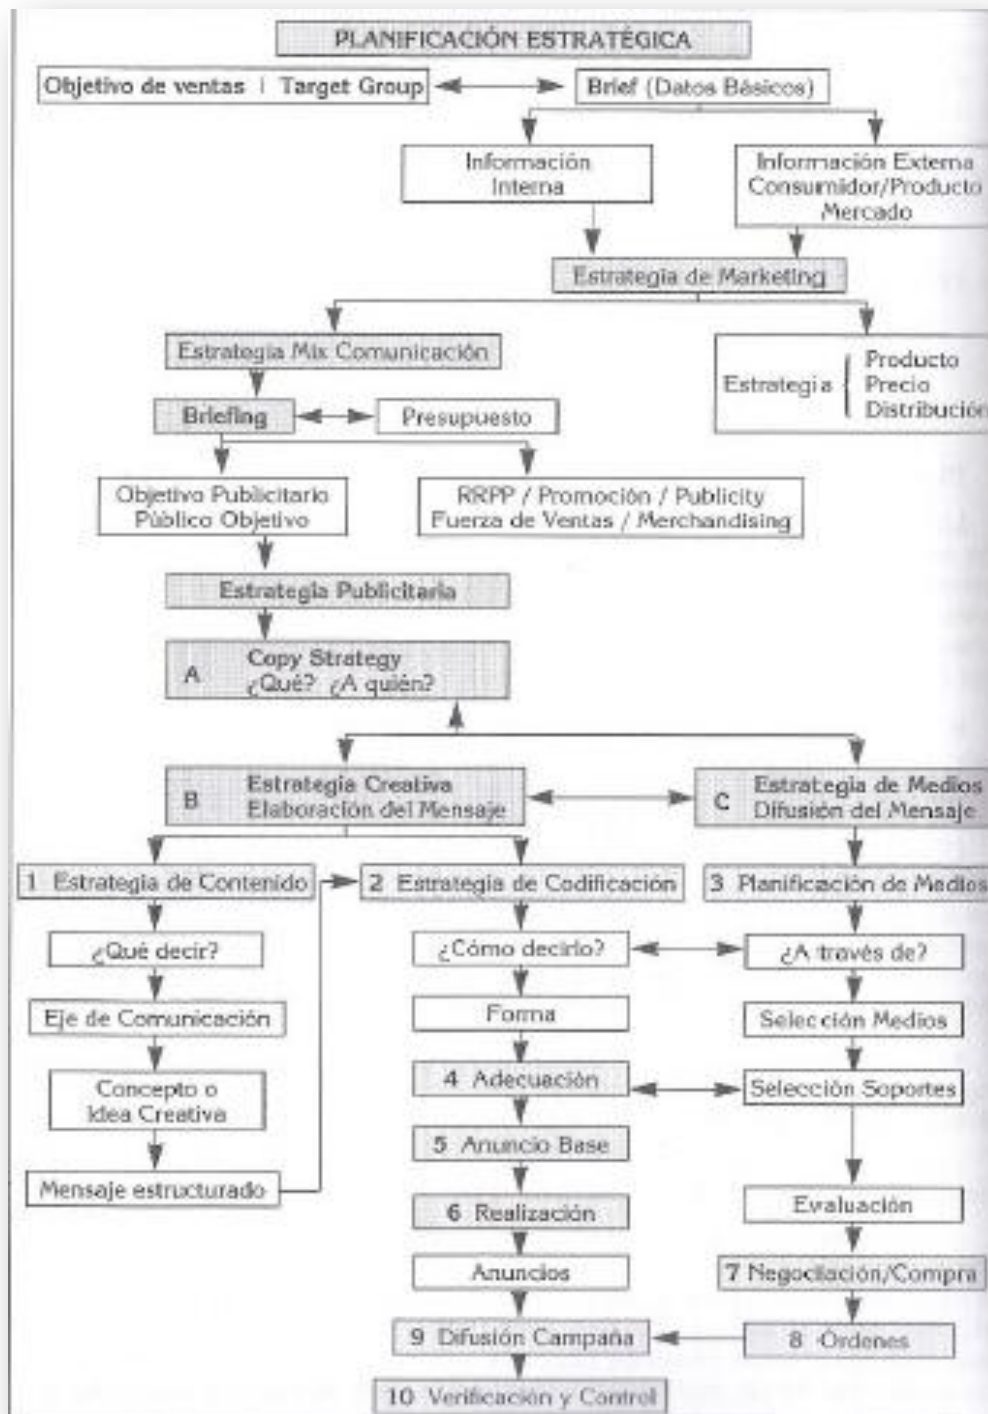 PLANIFICACIÓN ESTRATÉGICA
Objetivo de ventas | Target Group
Brief (Datos Básicos)
Información
Interna
Información Externa
Consumidor/Producto
Mercado
Estrategia de Marketing
Estrategia Mix Comunicación
Estrategia
Producto
Precio
Distribución
Briefing
Presupuesto
Objetivo Publicitario
Público Objetivo
RRPP / Promoción / Publicity
Fuerza de Ventas / Merchandising
Estrategia Publicitaria
A Copy Strategy
¿Qué? ¿A quién?
B Estrategia Creativa
Elaboración del Mensaje
C Estrategia de Medios
Difusión del Mensaje
1 Estrategia de Contenido
2 Estrategia de Codificación
3 Planificación de Medios
¿Qué decir?
¿Cómo decirlo?
¿A través de?
Eje de Comunicación
Forma
Selección Medios
Concepto o
Idea Creativa
4 Adecuación
Selección Soportes
5 Anuncio Base
Mensaje estructurado
6 Realización
Evaluación
Anuncios
7 Negociación/Compra
9 Difusión Campaña
8 Órdenes
10 Verificación y Control